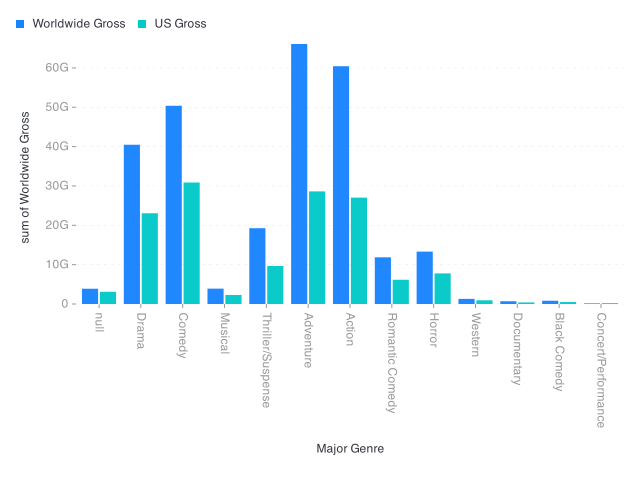 Worldwide Gross US Gross
sum of Worldwide Gross
60G
50G
40G
30G
20G
10G
0
null
Drama
Comedy
Musical
Thriller/Suspense
Adventure
Action
Romantic Comedy
Horror
Western
Documentary
Black Comedy
Concert/Performance
Major Genre